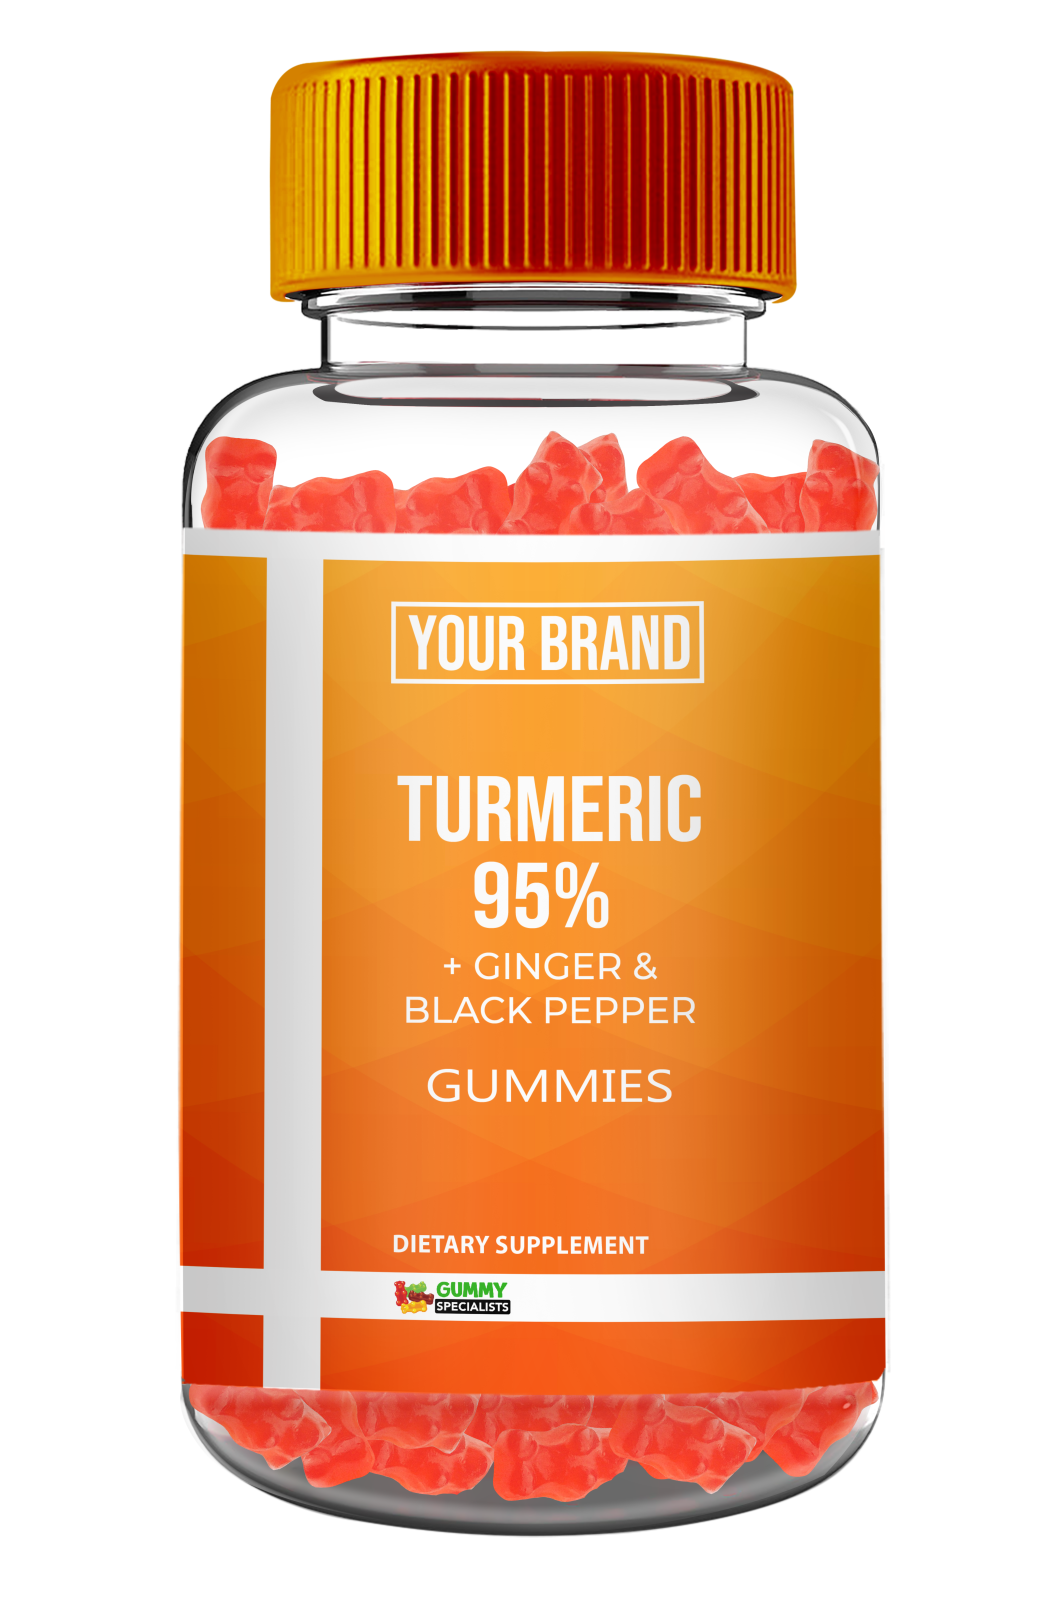 YOUR BRAND
TURMERIC
95%
+ GINGER &
BLACK PEPPER
GUMMIES
DIETARY SUPPLEMENT
GUMMY
SPECIALISTS